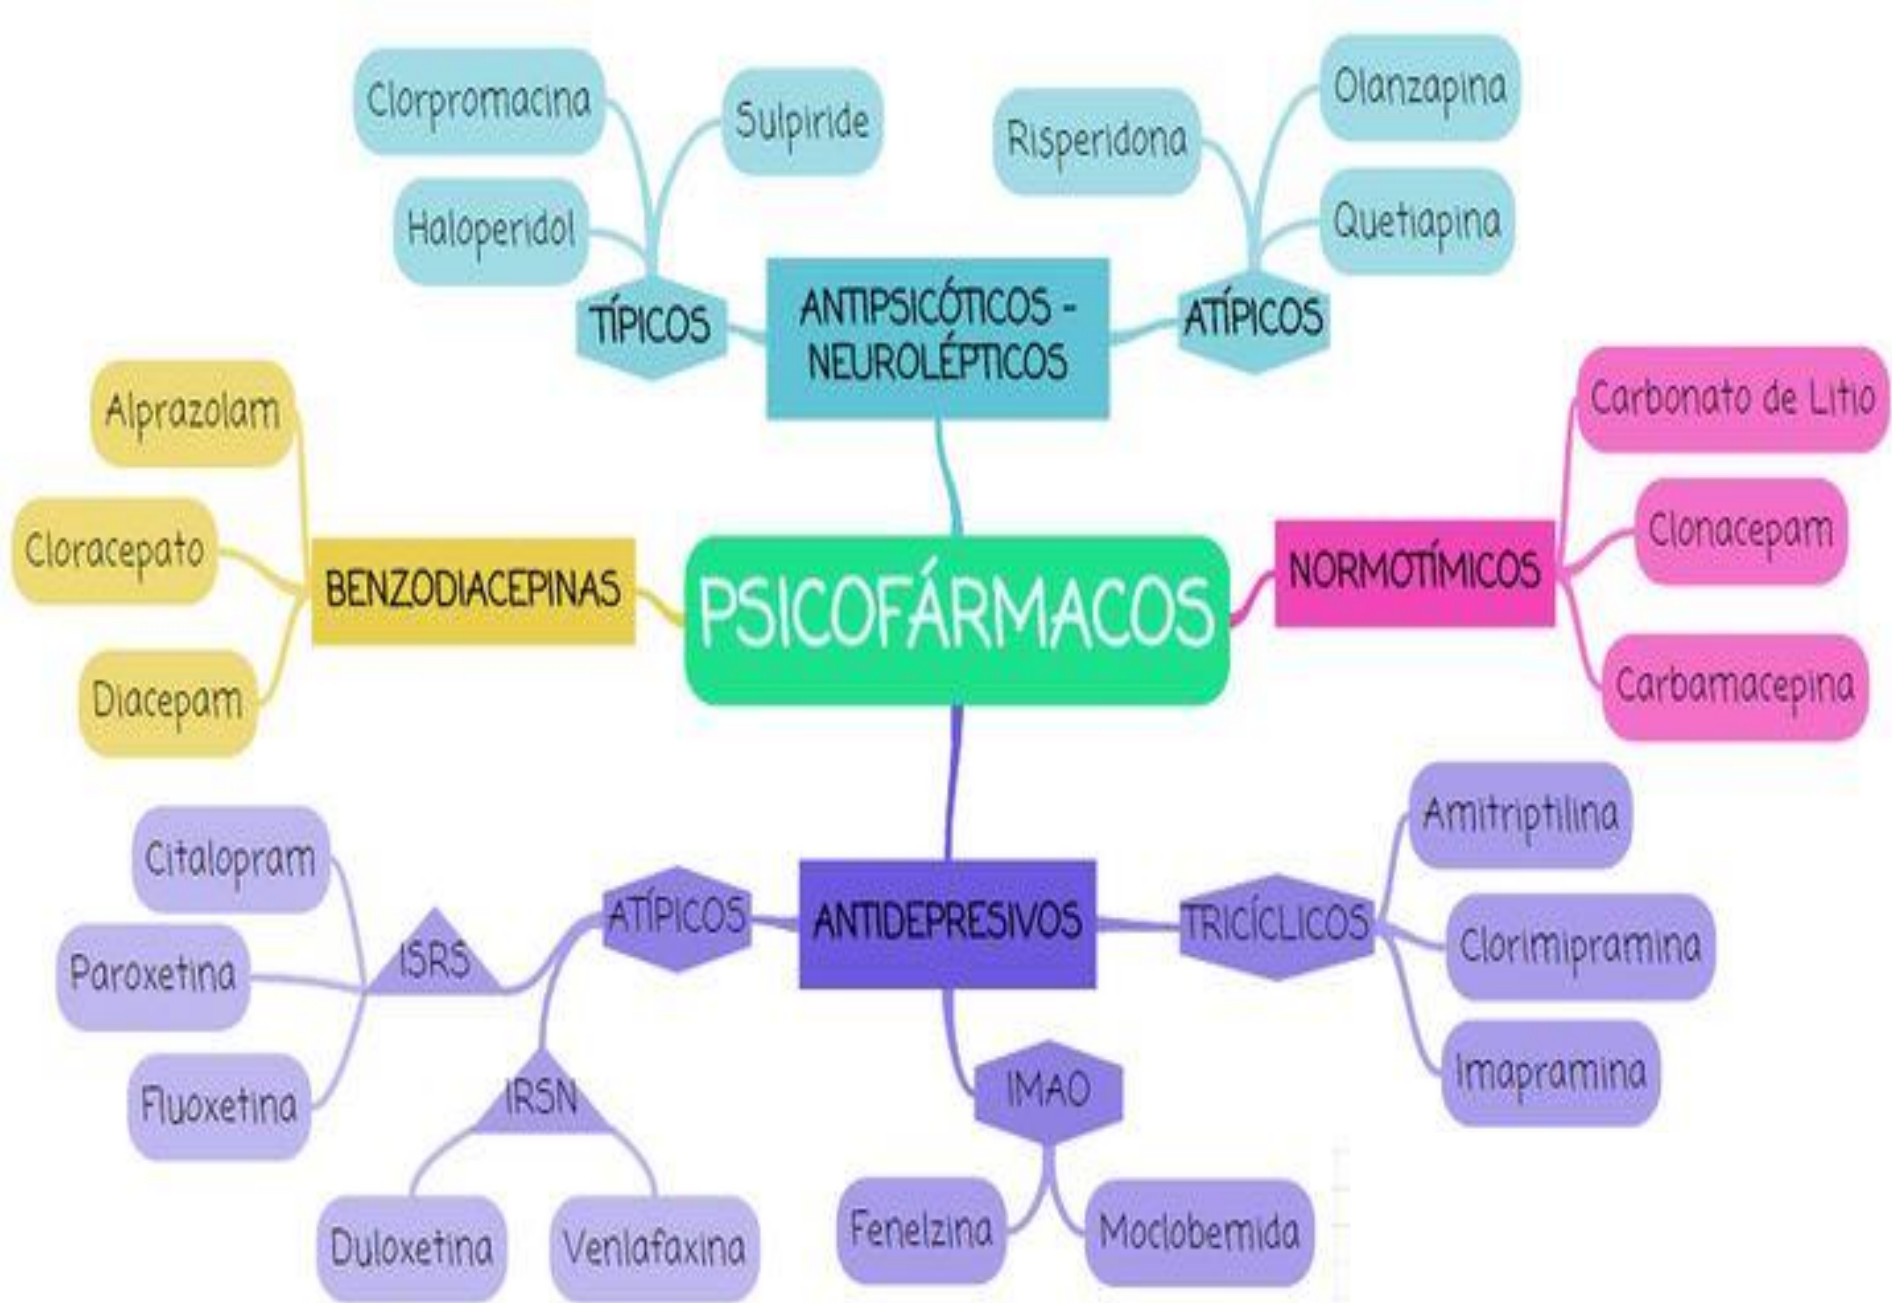 Clorpromacina
Sulpiride
Haloperidol
TÍPICOS
ANTIPSICÓTICOS -
NEUROLÉPTICOS
ATÍPICOS
Risperidona
Olanzapina
Quetiapina
Alprazolam
Cloracepato
Diacepam
BENZODIACEPINAS
PSICOFÁRMACOS
NORMOTÍMICOS
Carbonato de Litio
Clonacepam
Carbamacepina
ANTIDEPRESIVOS
ATÍPICOS
ISRS
Citalopram
Paroxetina
Fluoxetina
IRSN
Duloxetina
Venlafaxina
IMAO
Fenelzina
Moclobemida
TRICÍCLICOS
Amitriptilina
Clorimipramina
Imapramina